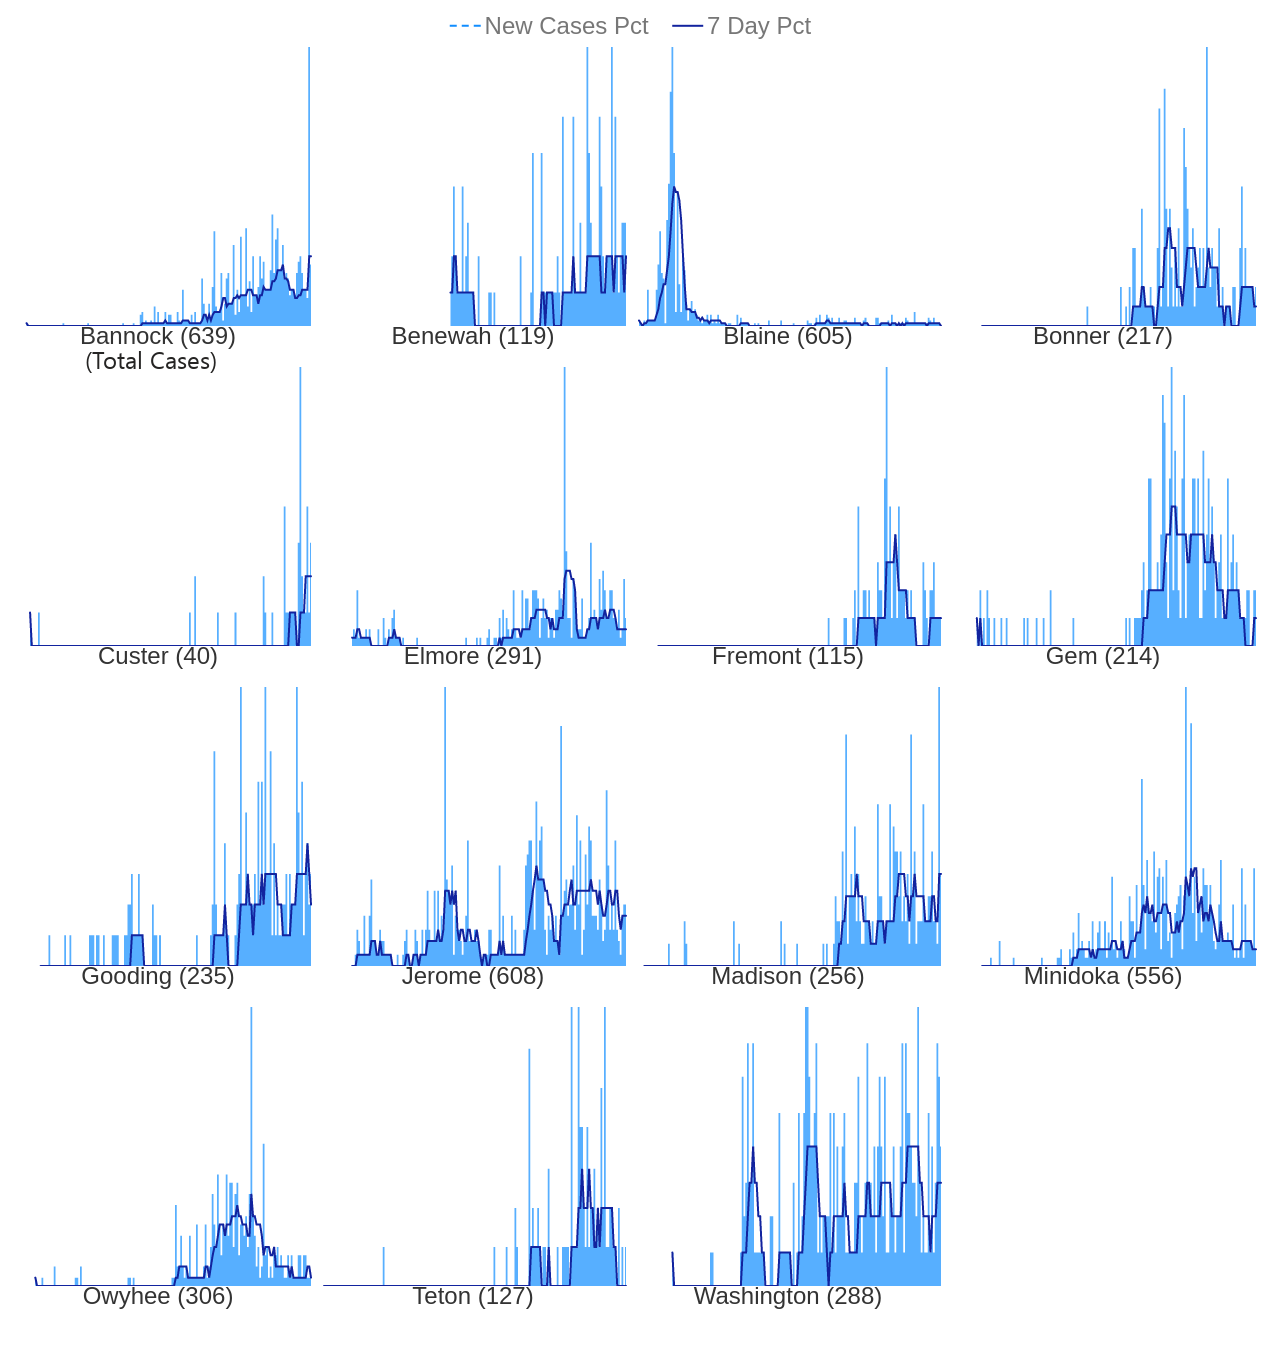 New Cases Pct 7 Day Pct
Bannock (639) Benewah (119) Blaine (605) Bonner (217)
(Total Cases)
Custer (40) Elmore (291) Fremont (115) Gem (214)
Gooding (235) Jerome (608) Madison (256) Minidoka (556)
Owyhee (306) Teton (127) Washington (288)